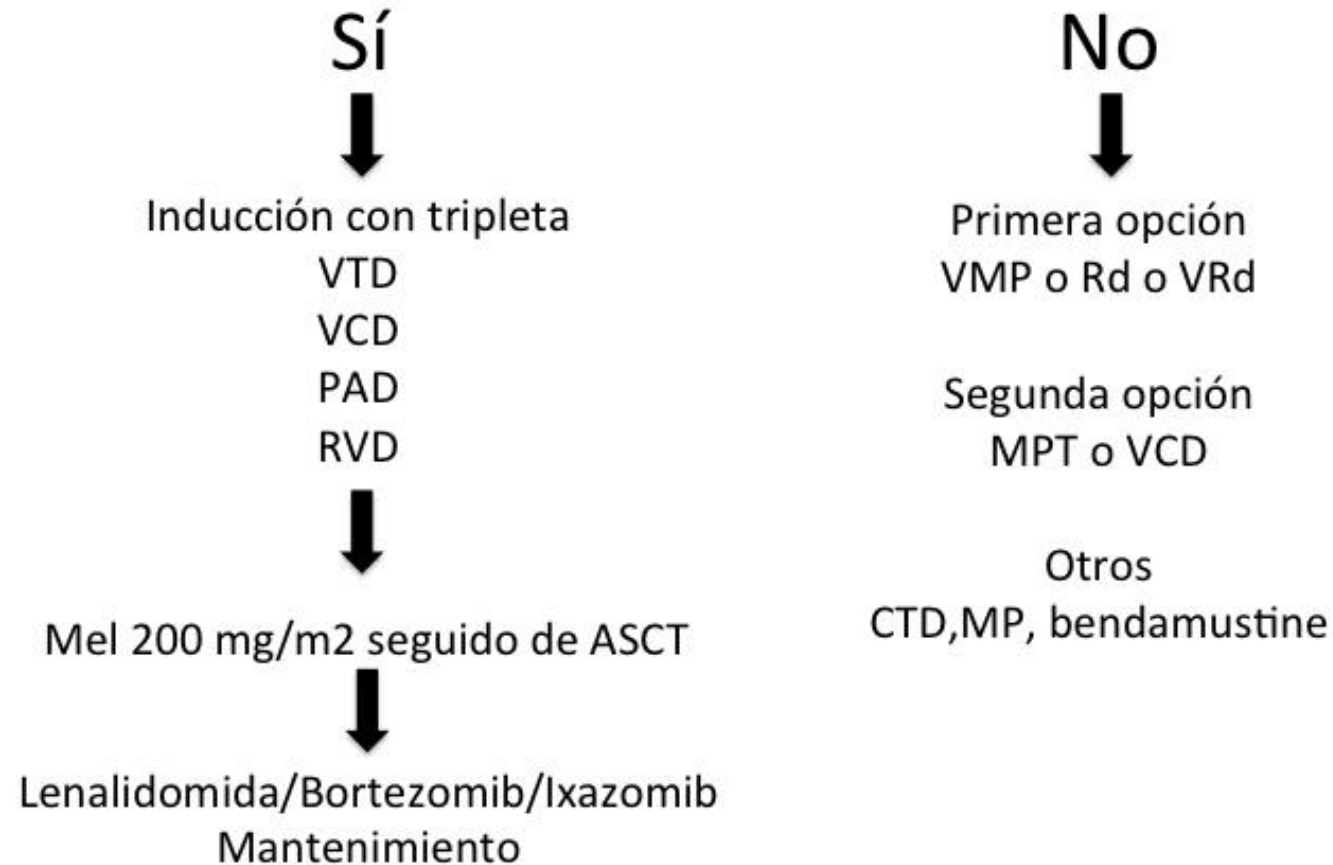 Sí
Inducción con tripleta
VTD
VCD
PAD
RVD
Mel 200 mg/m2 seguido de ASCT
Lenalidomida/Bortezomib/Ixazomib
Mantenimiento
No
Primera opción
VMP o Rd o VRd
Segunda opción
MPT o VCD
Otros
CTD,MP, bendamustine